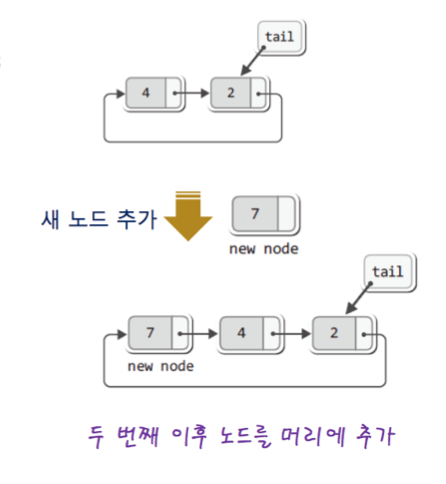 tail
4 2
새 노드 추가
7
new node
tail
7 4 2
new node
두 번째 이후 노드를 머리에 추가